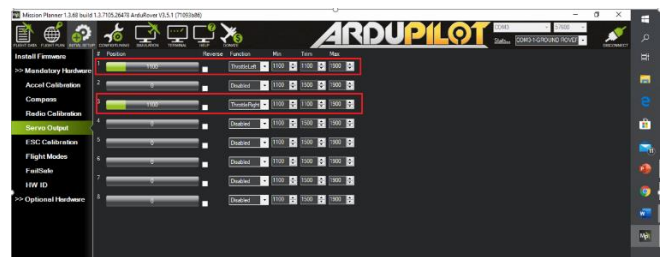 Mission Planner 1.3.68 build 1.3.7105.26478 ArduRover V3.5.1 (71093bf6)
FLIGHT DATA FLIGHT PLAN INITIAL SETUP CONFIG/TUNING SIMULATION TERMINAL HELP DONATE
ARDUPILOT
COM3 57600
Stats... COM3-1-GROUND ROVER
DISCONNECT
Install Firmware
>> Mandatory Hardware
Accel Calibration
Compass
Radio Calibration
Servo Output
ESC Calibration
Flight Modes
FailSafe
HW ID
>> Optional Hardware
# Position Reverse Function Min Trim Max
1 1100 ThrottleLeft 1100 1100 1900
2 0 Disabled 1100 1500 1900
3 1100 ThrottleRight 1100 1100 1900
4 0 Disabled 1100 1500 1900
5 0 Disabled 1100 1500 1900
6 0 Disabled 1100 1500 1900
7 0 Disabled 1100 1500 1900
8 0 Disabled 1100 1500 1900